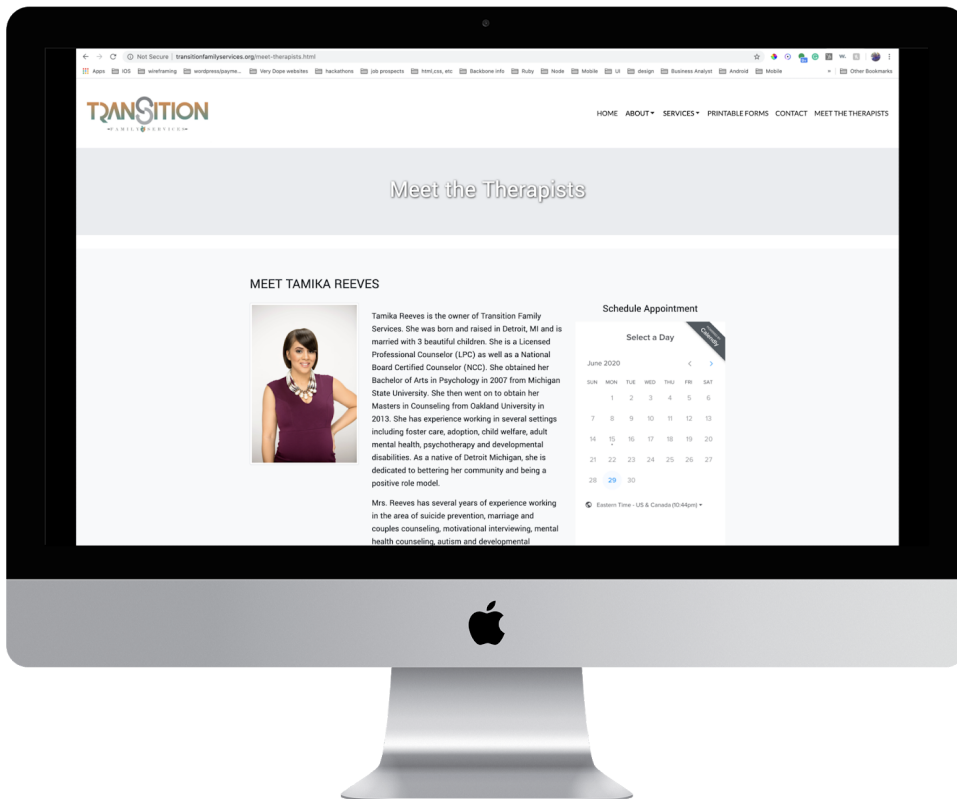 Not Secure | transitionfamilyservices.org/meet-therapists.html
Apps IOS wireframing wordpress/payme... Very Dope websites hackathons job prospects html,css, etc Backbone info Ruby Node Mobile UI design Business Analyst Android Mobile » Other Bookmarks
TRANSITION
FAMILY SERVICES
HOME ABOUT SERVICES PRINTABLE FORMS CONTACT MEET THE THERAPISTS
Meet the Therapists
MEET TAMIKA REEVES
Tamika Reeves is the owner of Transition Family
Services. She was born and raised in Detroit, MI and is
married with 3 beautiful children. She is a Licensed
Professional Counselor (LPC) as well as a National
Board Certified Counselor (NCC). She obtained her
Bachelor of Arts in Psychology in 2007 from Michigan
State University. She then went on to obtain her
Masters in Counseling from Oakland University in
2013. She has experience working in several settings
including foster care, adoption, child welfare, adult
mental health, psychotherapy and developmental
disabilities. As a native of Detroit Michigan, she is
dedicated to bettering her community and being a
positive role model.
Mrs. Reeves has several years of experience working
in the area of suicide prevention, marriage and
couples counseling, motivational interviewing, mental
health counseling, autism and developmental
Schedule Appointment
Calendly
Select a Day
June 2020
SUN MON TUE WED THU FRI SAT
1 2 3 4 5 6
7 8 9 10 11 12 13
14 15 16 17 18 19 20
21 22 23 24 25 26 27
28 29 30
Eastern Time - US & Canada (10:44pm)